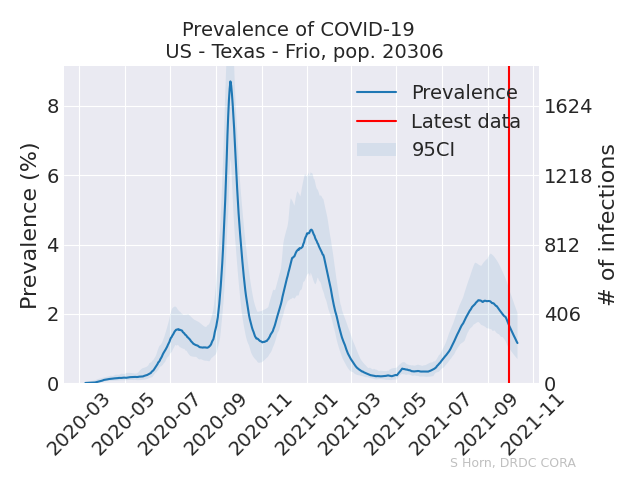 Prevalence of COVID-19
US - Texas - Frio, pop. 20306
Prevalence
Latest data
95CI
Prevalence (%)
8
6
4
2
0
# of infections
1624
1218
812
406
0
2020-03
2020-05
2020-07
2020-09
2020-11
2021-01
2021-03
2021-05
2021-07
2021-09
2021-11
S Horn, DRDC CORA